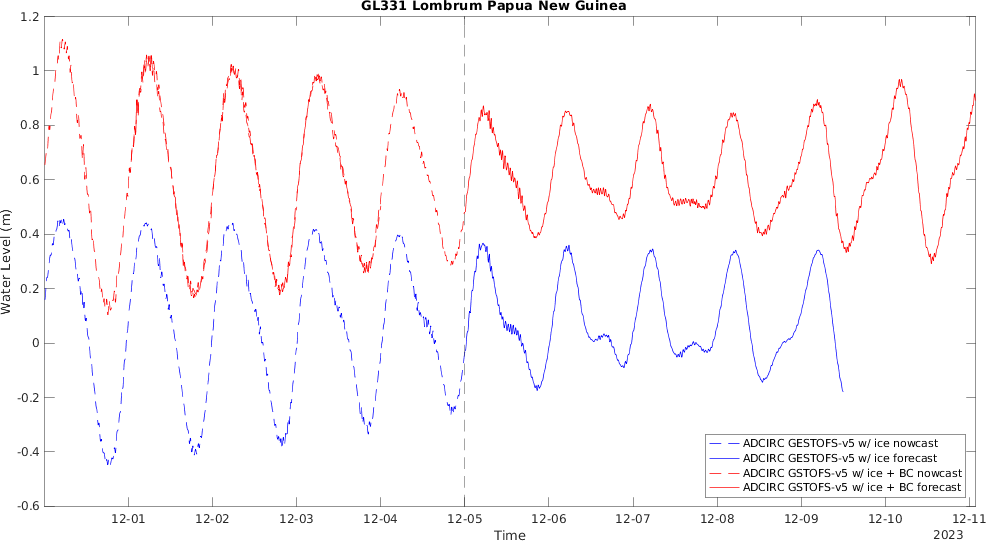 GL331 Lombrum Papua New Guinea
1.2
1
0.8
0.6
0.4
0.2
0
-0.2
-0.4
-0.6
Water Level (m)
ADCIRC GESTOFS-v5 w/ ice nowcast
ADCIRC GESTOFS-v5 w/ ice forecast
ADCIRC GSTOFS-v5 w/ ice + BC nowcast
ADCIRC GSTOFS-v5 w/ ice + BC forecast
12-01 12-02 12-03 12-04 12-05 12-06 12-07 12-08 12-09 12-10 12-11
Time
2023